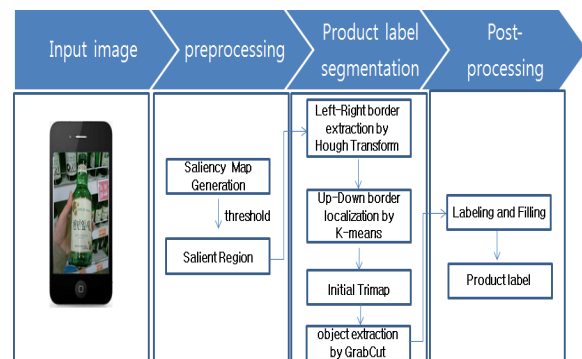 Input image
preprocessing
Product label
segmentation
Post-
processing
Saliency Map
Generation
threshold
Salient Region
Left-Right border
extraction by
Hough Transform
Up-Down border
localization by
K-means
Initial Trimap
object extraction
by GrabCut
Labeling and Filling
Product label